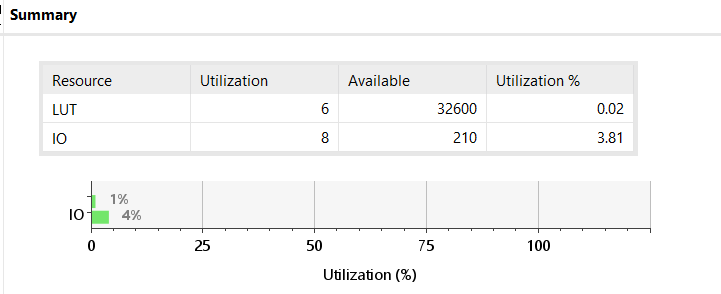 Summary
Resource Utilization Available Utilization %
LUT 6 32600 0.02
IO 8 210 3.81
1%
IO 4%
0 25 50 75 100
Utilization (%)